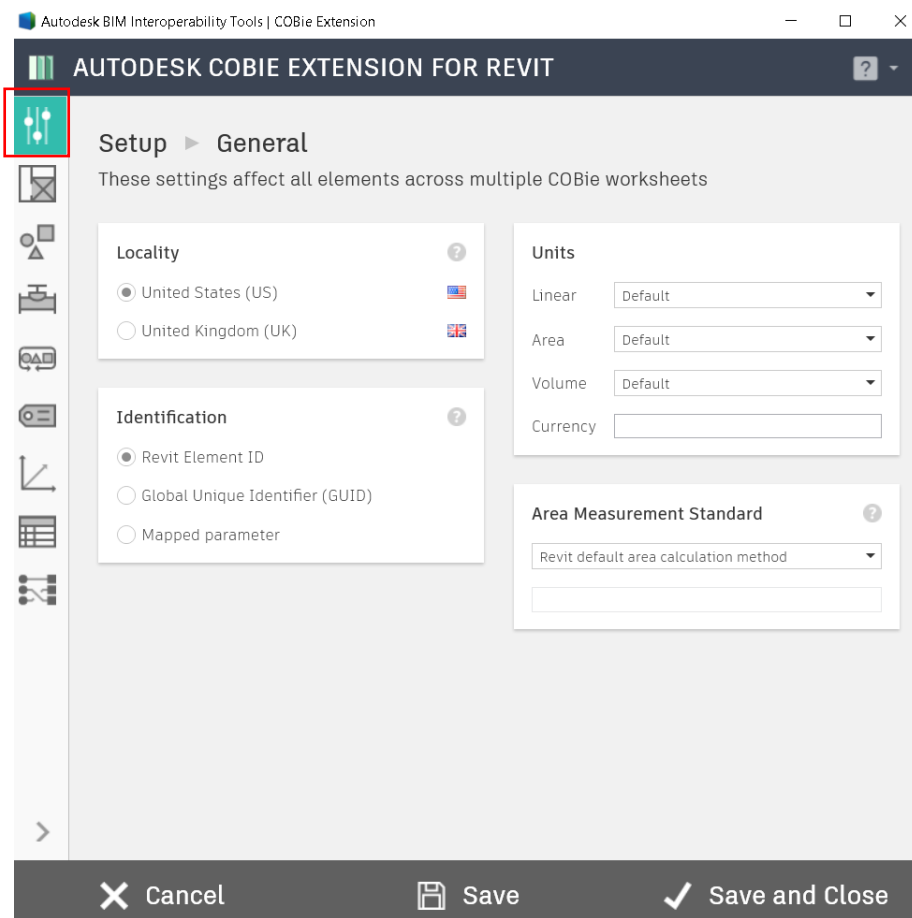 Autodesk BIM Interoperability Tools | COBie Extension
AUTODESK COBIE EXTENSION FOR REVIT
?
Setup ► General
These settings affect all elements across multiple COBie worksheets
Locality ?
United States (US)
United Kingdom (UK)
Identification ?
Revit Element ID
Global Unique Identifier (GUID)
Mapped parameter
Units
Linear Default
Area Default
Volume Default
Currency
Area Measurement Standard ?
Revit default area calculation method
Cancel Save Save and Close